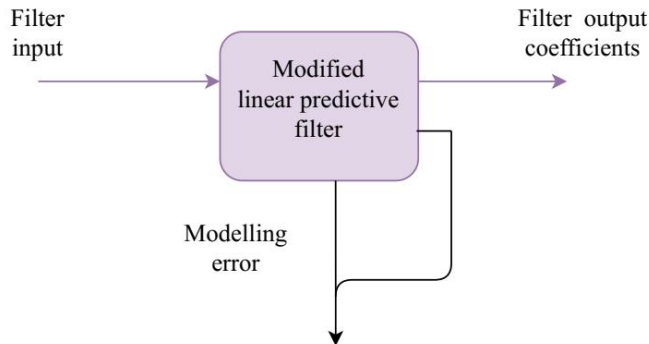 Filter
input
Modified
linear predictive
filter
Filter output
coefficients
Modelling
error